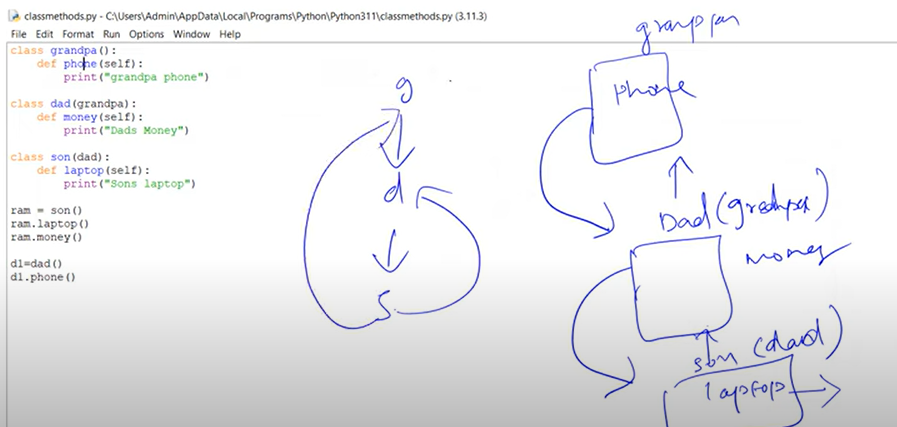 classmethods.py - C:\Users\Admin\AppData\Local\Programs\Python\Python311\classmethods.py (3.11.3)
File Edit Format Run Options Window Help
class grandpa():
    def phone(self):
        print("grandpa phone")
class dad(grandpa):
    def money(self):
        print("Dads Money")
class son(dad):
    def laptop(self):
        print("Sons laptop")
ram = son()
ram.laptop()
ram.money()
d1=dad()
d1.phone()
g
d
s
Phone
Dad(
money
son (dad)
laptop